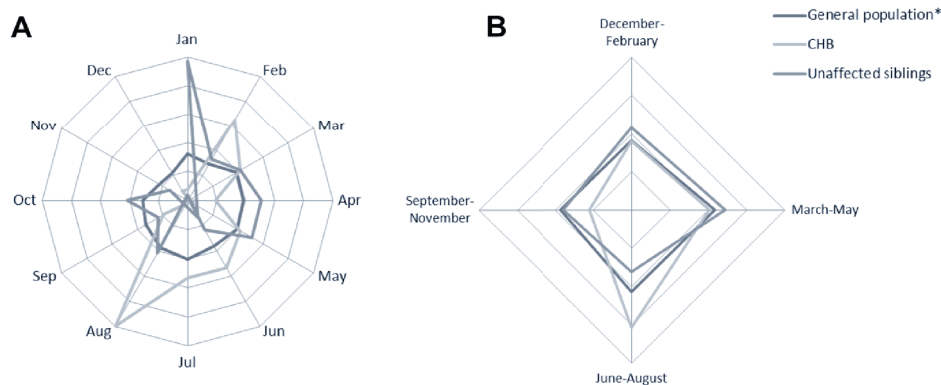 A
Jan
Feb
Mar
Apr
May
Jun
Jul
Aug
Sep
Oct
Nov
Dec
B
December-
February
March-May
June-August
September-
November
General population*
CHB
Unaffected siblings